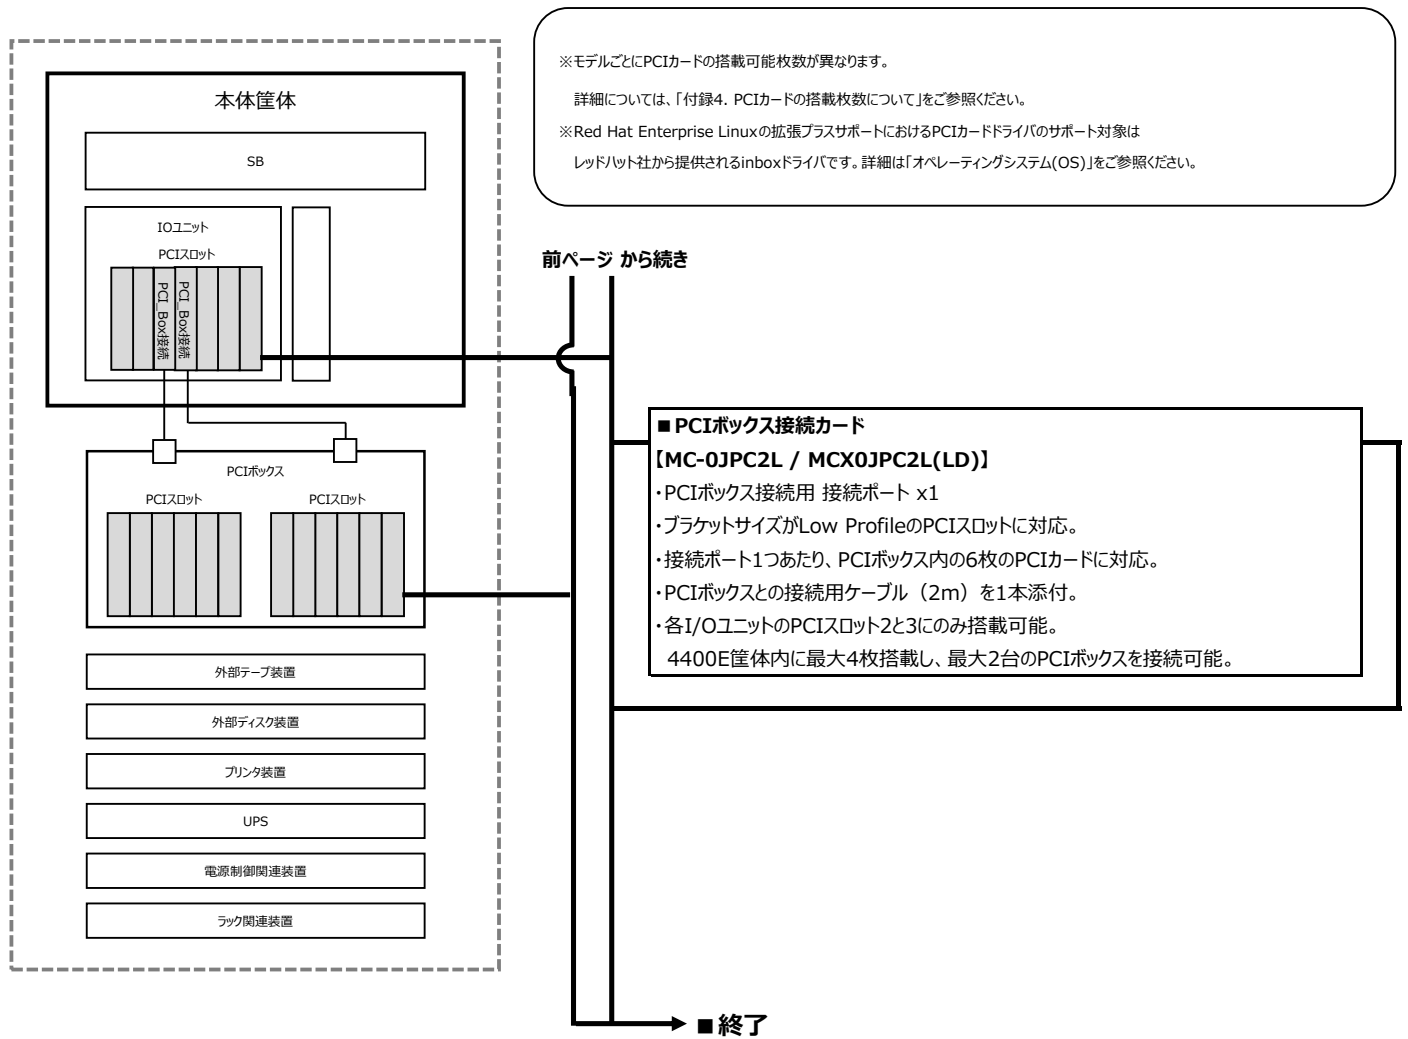 ※モデルごとにPCIカードの搭載可能枚数が異なります。
詳細については、「付録4. PCIカードの搭載枚数について」をご参照ください。
※Red Hat Enterprise Linuxの拡張プラスサポートにおけるPCIカードドライバのサポート対象は
レッドハット社から提供されるinboxドライバです。詳細は「オペレーティングシステム(OS)」をご参照ください。
本体筐体
SB
IOユニット
PCIスロット
PCI_Box接続
PCI_Box接続
前ページ から続き
■PCIボックス接続カード
【MC-0JPC2L / MCX0JPC2L(LD)】
・PCIボックス接続用 接続ポート x1
・ブラケットサイズがLow ProfileのPCIスロットに対応。
・接続ポート1つあたり、PCIボックス内の6枚のPCIカードに対応。
・PCIボックスとの接続用ケーブル（2m）を1本添付。
・各I/OユニットのPCIスロット2と3にのみ搭載可能。
4400E筐体内に最大4枚搭載し、最大2台のPCIボックスを接続可能。
PCIボックス
PCIスロット
PCIスロット
外部テープ装置
外部ディスク装置
プリンタ装置
UPS
電源制御関連装置
ラック関連装置
■終了